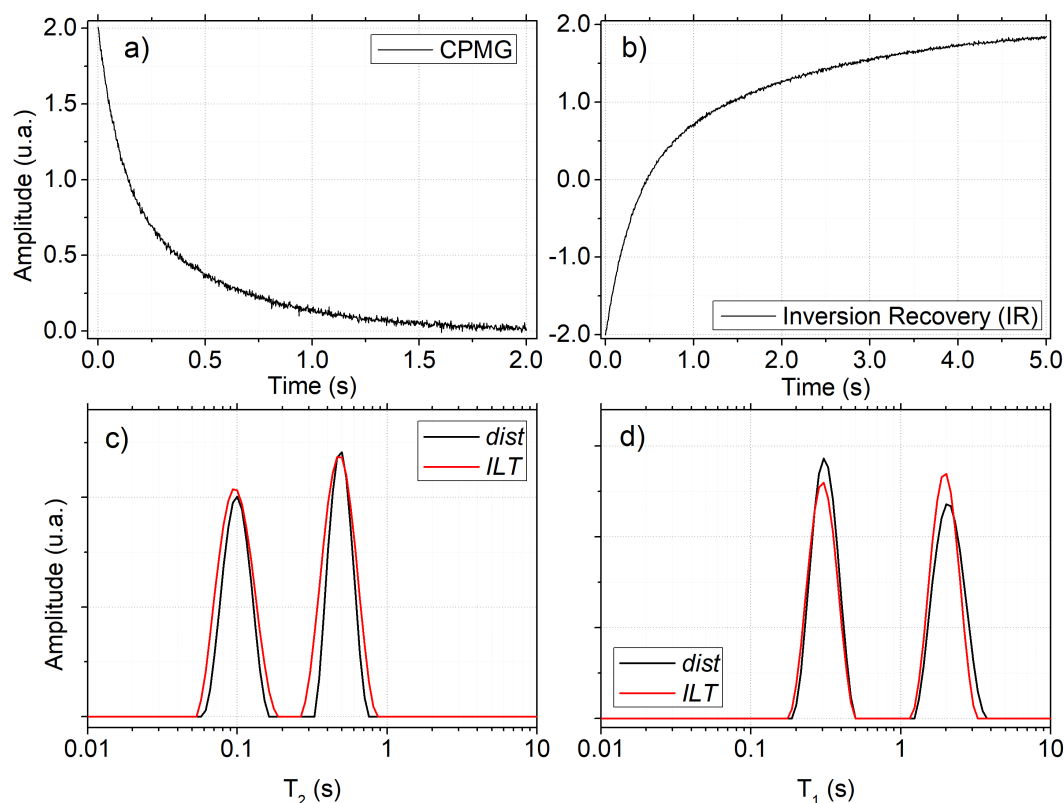 a)
CPMG
2.0
1.5
1.0
0.5
0.0
Amplitude (u.a.)
0.0 0.5 1.0 1.5 2.0
Time (s)
b)
Inversion Recovery (IR)
2.0
1.0
0.0
-1.0
-2.0
0.0 1.0 2.0 3.0 4.0 5.0
Time (s)
c)
dist
ILT
Amplitude (u.a.)
0.01 0.1 1 10
T2 (s)
d)
dist
ILT
0.01 0.1 1 10
T1 (s)